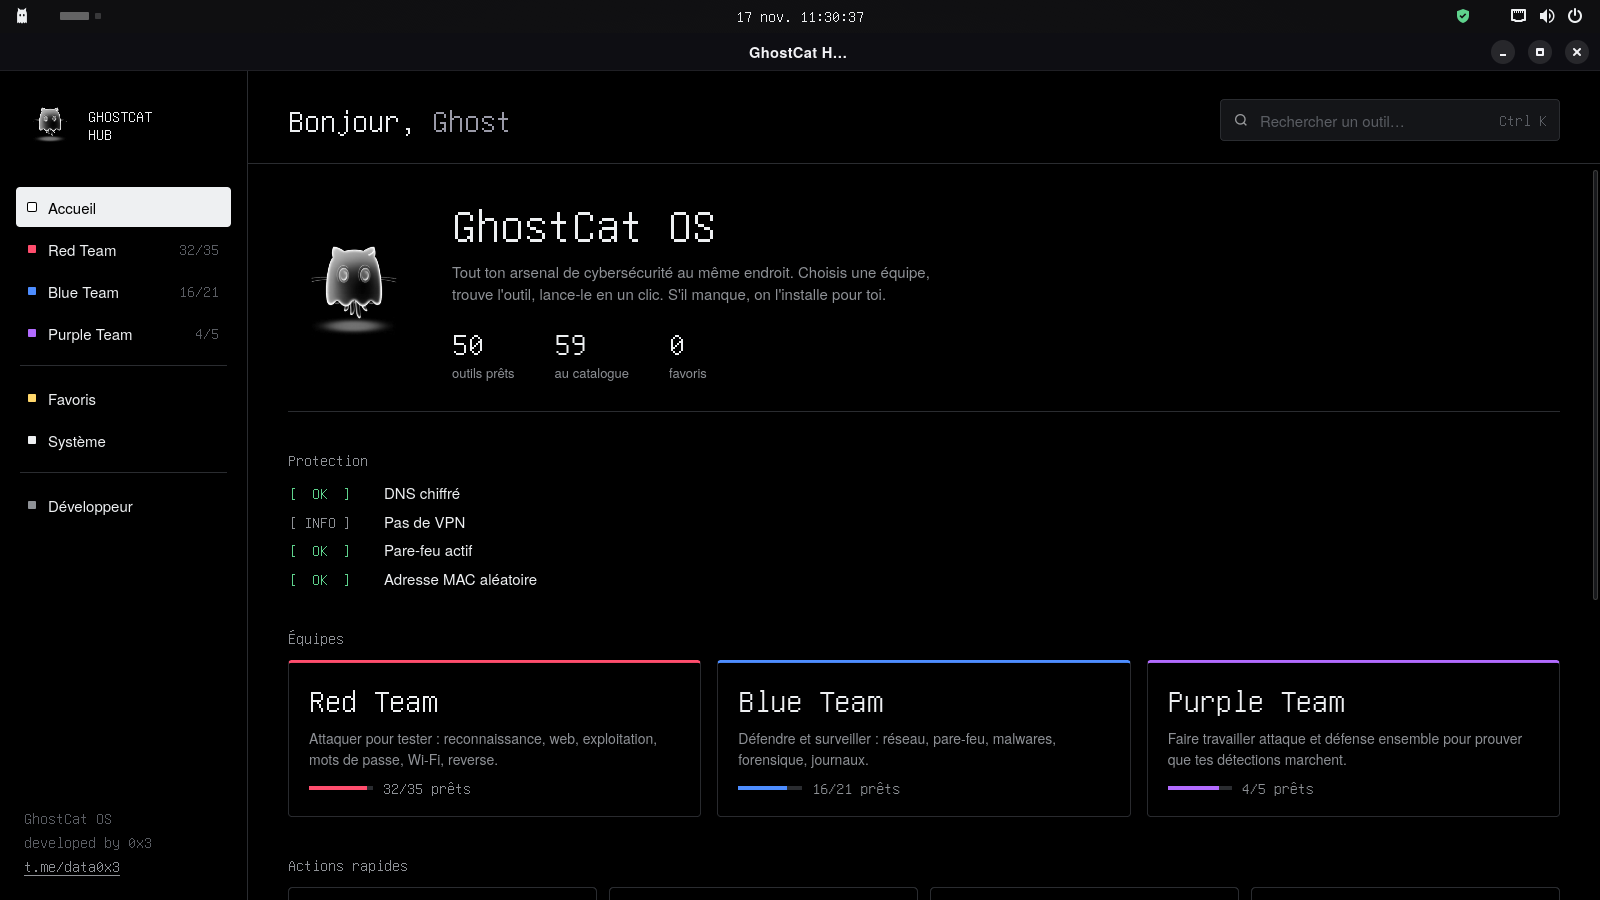 17 nov. 11:30:37
GhostCat H...
GHOSTCAT
HUB
Bonjour, Ghost
Rechercher un outil... Ctrl K
Accueil
Red Team 32/35
Blue Team 16/21
Purple Team 4/5
Favoris
Système
Développeur
GhostCat OS
developed by 0x3
t.me/data0x3
GhostCat OS
Tout ton arsenal de cybersécurité au même endroit. Choisis une équipe,
trouve l'outil, lance-le en un clic. S'il manque, on l'installe pour toi.
50 59 0
outils prêts au catalogue favoris
Protection
[ OK ] DNS chiffré
[ INFO ] Pas de VPN
[ OK ] Pare-feu actif
[ OK ] Adresse MAC aléatoire
Équipes
Red Team
Attaquer pour tester : reconnaissance, web, exploitation,
mots de passe, Wi-Fi, reverse.
32/35 prêts
Blue Team
Défendre et surveiller : réseau, pare-feu, malwares,
forensique, journaux.
16/21 prêts
Purple Team
Faire travailler attaque et défense ensemble pour prouver
que tes détections marchent.
4/5 prêts
Actions rapides